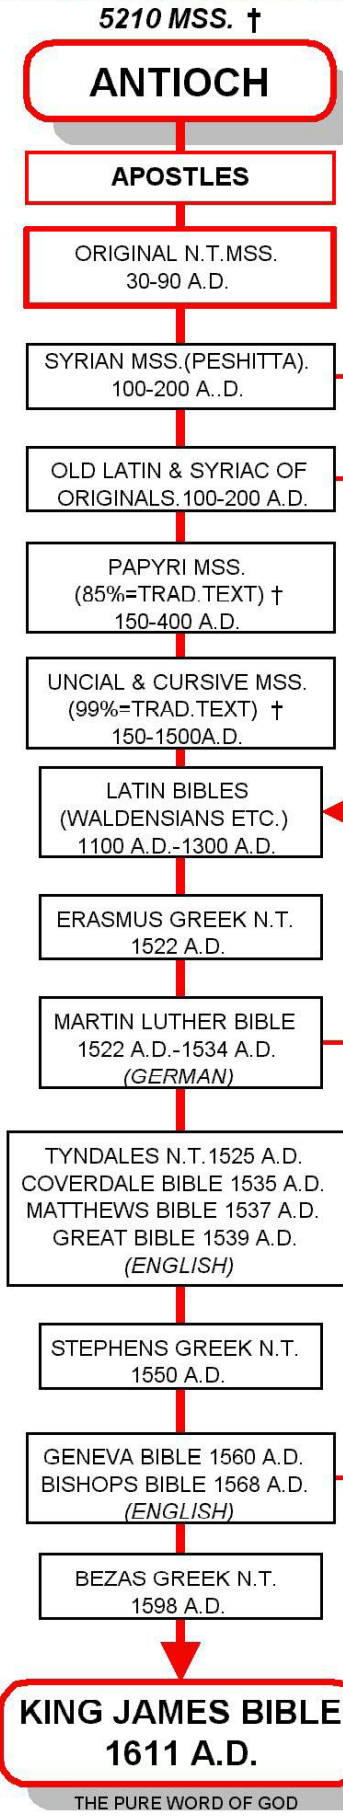 5210 MSS. †
ANTIOCH
APOSTLES
ORIGINAL N.T.MSS.
30-90 A.D.
SYRIAN MSS.(PESHITTA).
100-200 A..D.
OLD LATIN & SYRIAC OF
ORIGINALS.100-200 A.D.
PAPYRI MSS.
(85%=TRAD.TEXT) †
150-400 A.D.
UNCIAL & CURSIVE MSS.
(99%=TRAD.TEXT) †
150-1500A.D.
LATIN BIBLES
(WALDENSIANS ETC.)
1100 A.D.-1300 A.D.
ERASMUS GREEK N.T.
1522 A.D.
MARTIN LUTHER BIBLE
1522 A.D.-1534 A.D.
(GERMAN)
TYNDALES N.T.1525 A.D.
COVERDALE BIBLE 1535 A.D.
MATTHEWS BIBLE 1537 A.D.
GREAT BIBLE 1539 A.D.
(ENGLISH)
STEPHENS GREEK N.T.
1550 A.D.
GENEVA BIBLE 1560 A.D.
BISHOPS BIBLE 1568 A.D.
(ENGLISH)
BEZAS GREEK N.T.
1598 A.D.
KING JAMES BIBLE
1611 A.D.
THE PURE WORD OF GOD